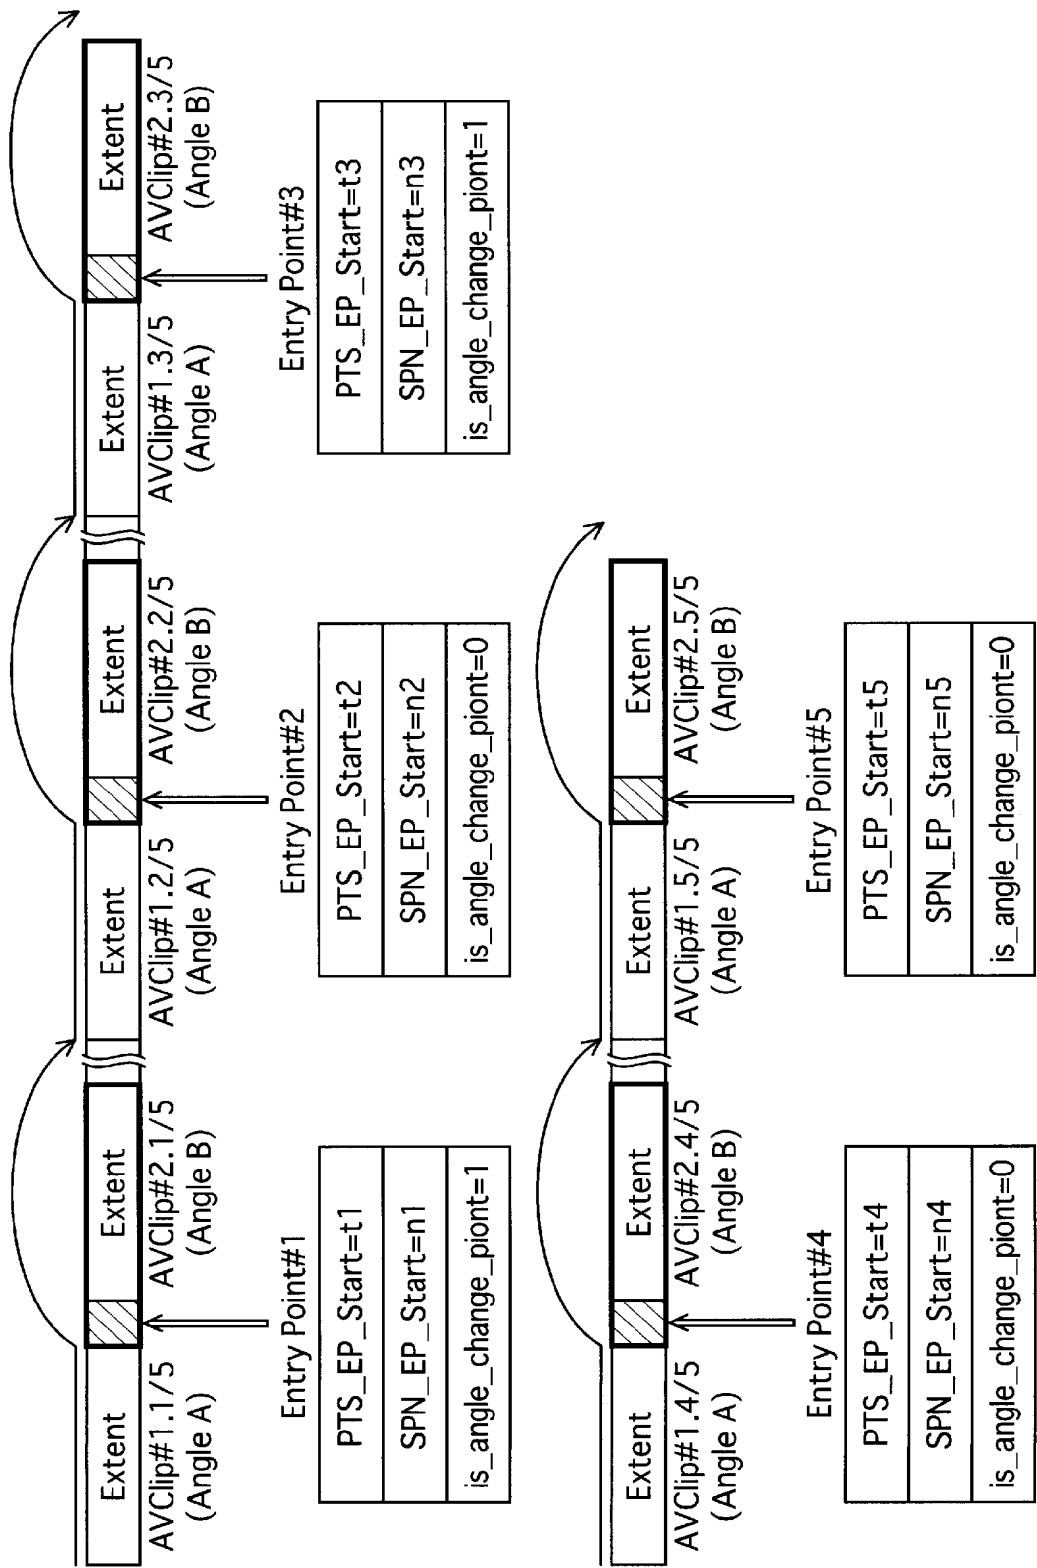 Extent
Extent
Extent
Extent
Extent
Extent
AVClip#1.1/5
(Angle A)
AVClip#2.1/5
(Angle B)
AVClip#1.2/5
(Angle A)
AVClip#2.2/5
(Angle B)
AVClip#1.3/5
(Angle A)
AVClip#2.3/5
(Angle B)
Entry Point#1
PTS_EP_Start=t1
SPN_EP_Start=n1
is_angle_change_piont=1
Entry Point#2
PTS_EP_Start=t2
SPN_EP_Start=n2
is_angle_change_piont=0
Entry Point#3
PTS_EP_Start=t3
SPN_EP_Start=n3
is_angle_change_piont=1
Extent
Extent
Extent
Extent
AVClip#1.4/5
(Angle A)
AVClip#2.4/5
(Angle B)
AVClip#1.5/5
(Angle A)
AVClip#2.5/5
(Angle B)
Entry Point#4
PTS_EP_Start=t4
SPN_EP_Start=n4
is_angle_change_piont=0
Entry Point#5
PTS_EP_Start=t5
SPN_EP_Start=n5
is_angle_change_piont=0